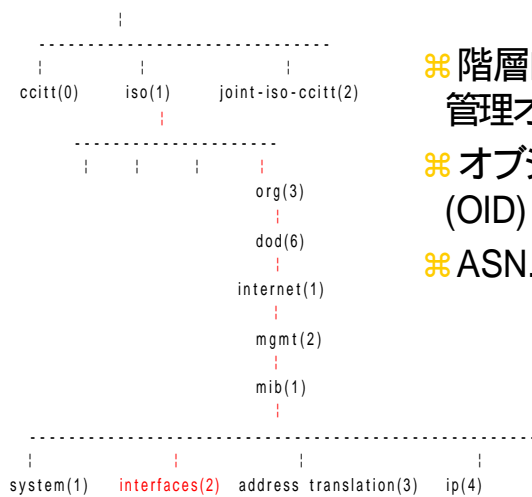 ccitt(0) iso(1) joint-iso-ccitt(2)
org(3)
dod(6)
internet(1)
mgmt(2)
mib(1)
system(1) interfaces(2) address translation(3) ip(4)
⌘ 階層
管理オ
⌘ オブジ
(OID)
⌘ ASN.